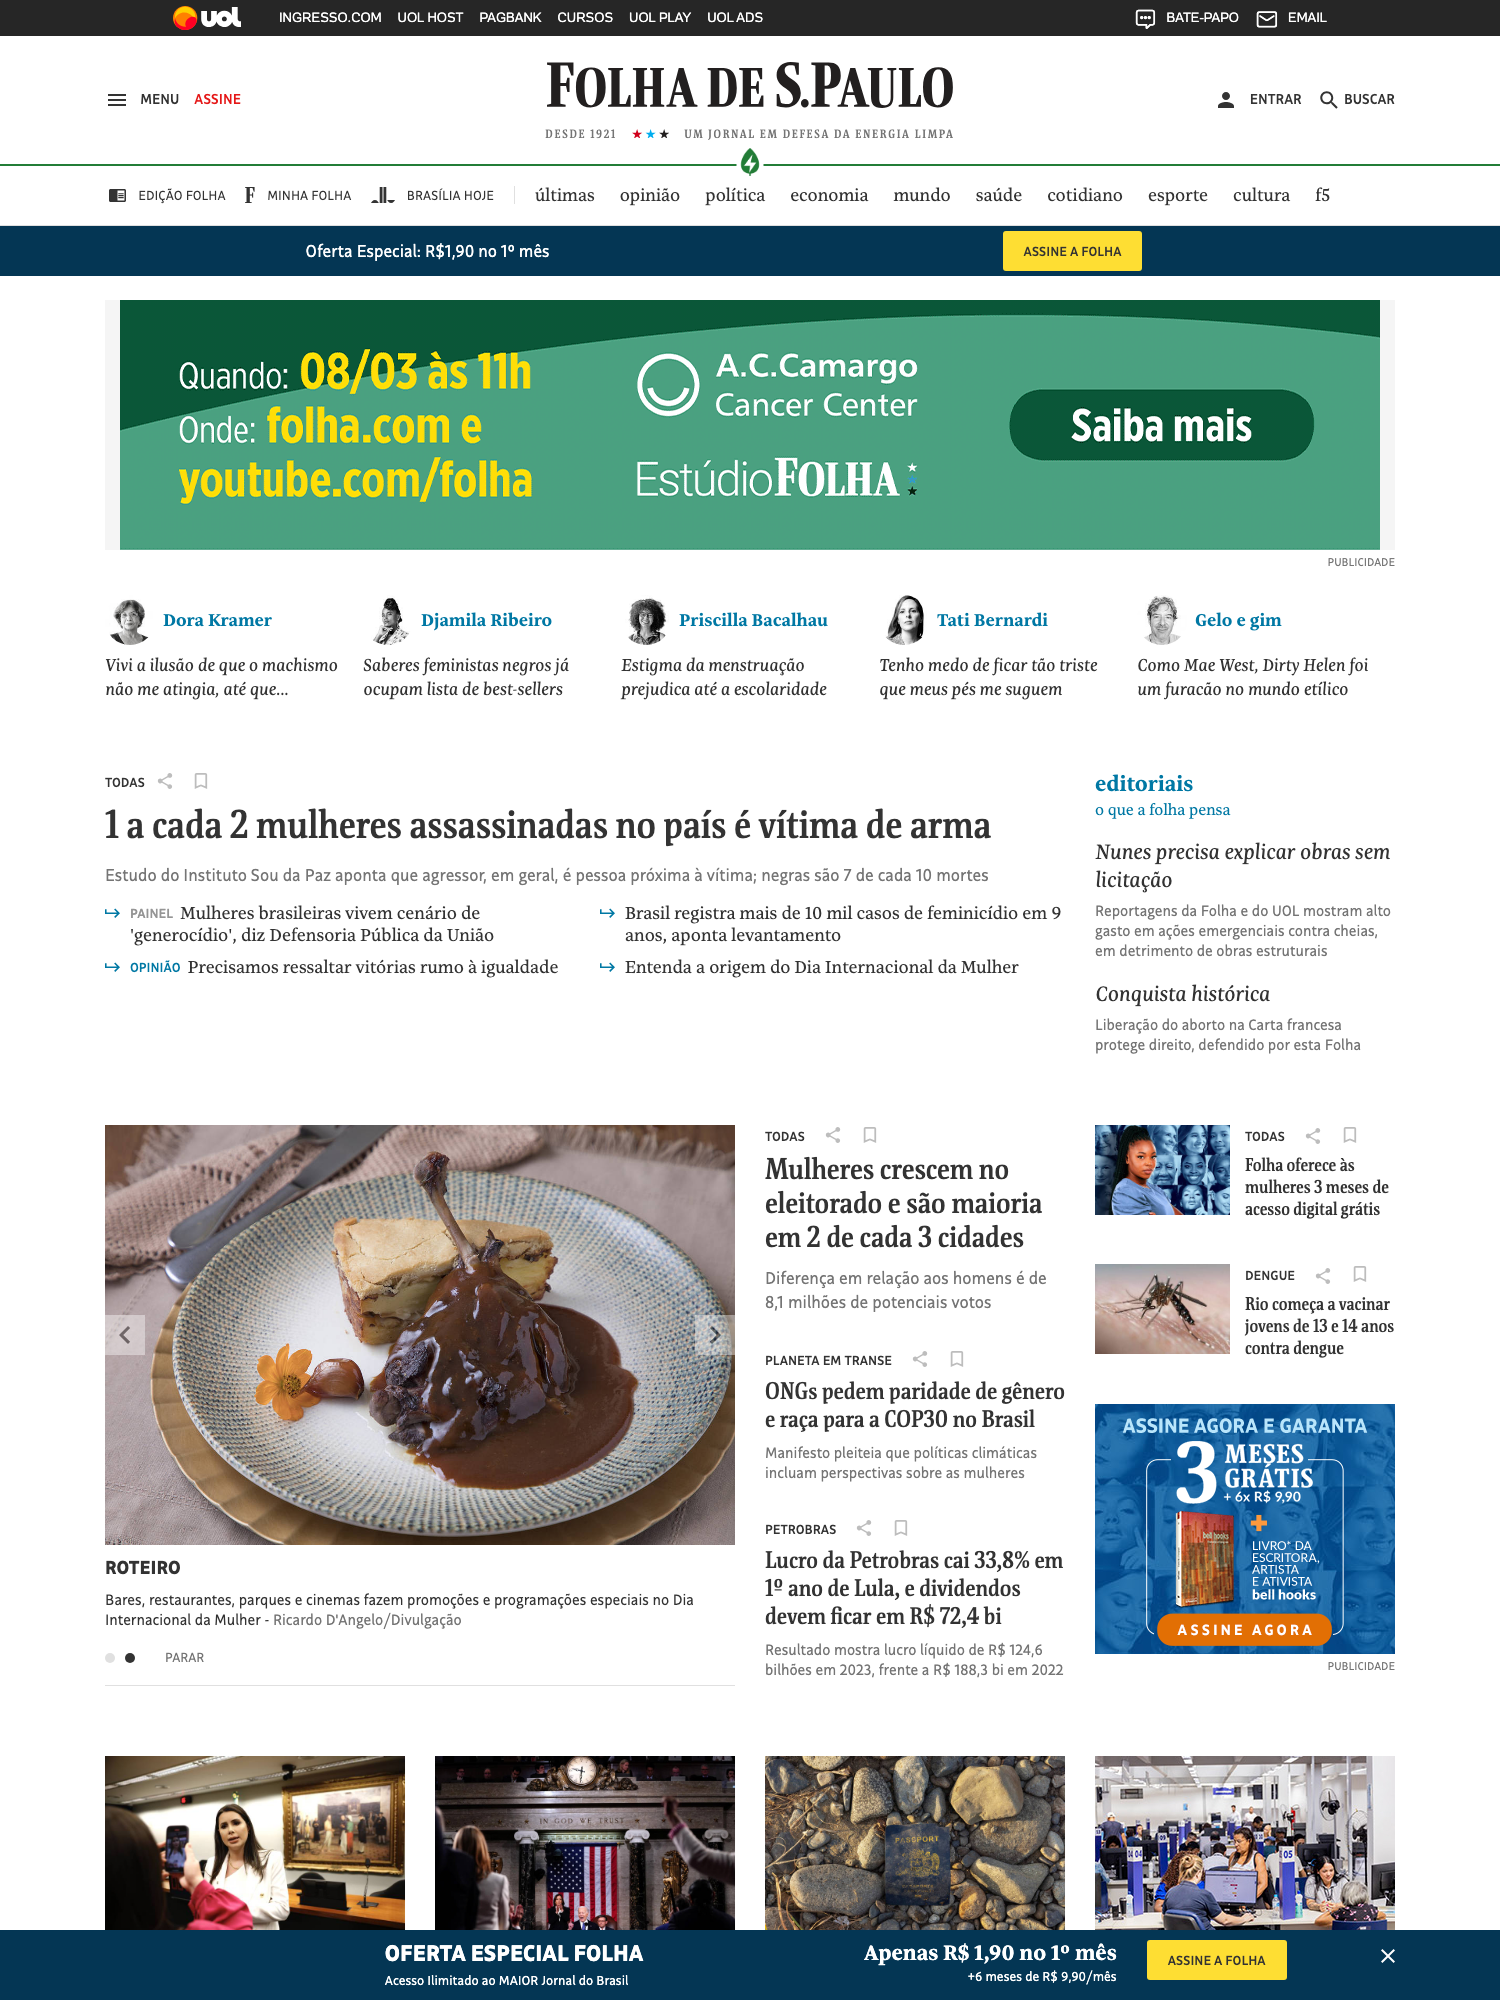 uol INGRESSO.COM UOL HOST PAGBANK CURSOS UOL PLAY UOL ADS BATE-PAPO EMAIL
MENU ASSINE FOLHA DE S.PAULO ENTRAR BUSCAR
DESDE 1921 ★★★ UM JORNAL EM DEFESA DA ENERGIA LIMPA
EDIÇÃO FOLHA F MINHA FOLHA BRASÍLIA HOJE últimas opinião política economia mundo saúde cotidiano esporte cultura f5
Oferta Especial: R$1,90 no 1º mês ASSINE A FOLHA
Quando: 08/03 às 11h
Onde: folha.com e
youtube.com/folha
A.C.Camargo
Cancer Center
Estúdio FOLHA
Saiba mais
PUBLICIDADE
Dora Kramer
Vivi a ilusão de que o machismo
não me atingia, até que...
Djamila Ribeiro
Saberes feministas negros já
ocupam lista de best-sellers
Priscilla Bacalhau
Estigma da menstruação
prejudica até a escolaridade
Tati Bernardi
Tenho medo de ficar tão triste
que meus pés me suguem
Gelo e gim
Como Mae West, Dirty Helen foi
um furacão no mundo etílico
TODAS
1 a cada 2 mulheres assassinadas no país é vítima de arma
Estudo do Instituto Sou da Paz aponta que agressor, em geral, é pessoa próxima à vítima; negras são 7 de cada 10 mortes
PAINEL Mulheres brasileiras vivem cenário de
'generocídio', diz Defensoria Pública da União
OPINIÃO Precisamos ressaltar vitórias rumo à igualdade
Brasil registra mais de 10 mil casos de feminicídio em 9
anos, aponta levantamento
Entenda a origem do Dia Internacional da Mulher
editoriais
o que a folha pensa
Nunes precisa explicar obras sem
licitação
Reportagens da Folha e do UOL mostram alto
gasto em ações emergenciais contra cheias,
em detrimento de obras estruturais
Conquista histórica
Liberação do aborto na Carta francesa
protege direito, defendido por esta Folha
ROTEIRO
Bares, restaurantes, parques e cinemas fazem promoções e programações especiais no Dia
Internacional da Mulher - Ricardo D'Angelo/Divulgação
PARAR
TODAS
Mulheres crescem no
eleitorado e são maioria
em 2 de cada 3 cidades
Diferença em relação aos homens é de
8,1 milhões de potenciais votos
PLANETA EM TRANSE
ONGs pedem paridade de gênero
e raça para a COP30 no Brasil
Manifesto pleiteia que políticas climáticas
incluam perspectivas sobre as mulheres
PETROBRAS
Lucro da Petrobras cai 33,8% em
1º ano de Lula, e dividendos
devem ficar em R$ 72,4 bi
Resultado mostra lucro líquido de R$ 124,6
bilhões em 2023, frente a R$ 188,3 bi em 2022
TODAS
Folha oferece às
mulheres 3 meses de
acesso digital grátis
DENGUE
Rio começa a vacinar
jovens de 13 e 14 anos
contra dengue
ASSINE AGORA E GARANTA
3 MESES
GRÁTIS
+ 6x R$ 9,90
bell hooks
+
LIVRO* DA
ESCRITORA,
ARTISTA
E ATIVISTA
bell hooks
ASSINE AGORA
PUBLICIDADE
IN GOD WE TRUST
PASSPORT
04 04
05
OFERTA ESPECIAL FOLHA
Acesso Ilimitado ao MAIOR Jornal do Brasil
Apenas R$ 1,90 no 1º mês
+6 meses de R$ 9,90/mês
ASSINE A FOLHA